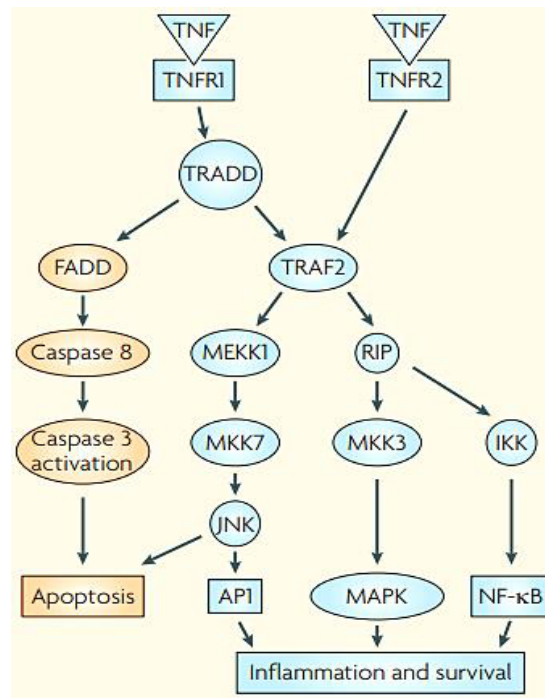 TNF
TNF
TNFR1
TNFR2
TRADD
FADD
TRAF2
Caspase 8
MEKK1
RIP
Caspase 3
activation
MKK7
MKK3
IKK
JNK
Apoptosis
AP1
MAPK
NF-κB
Inflammation and survival